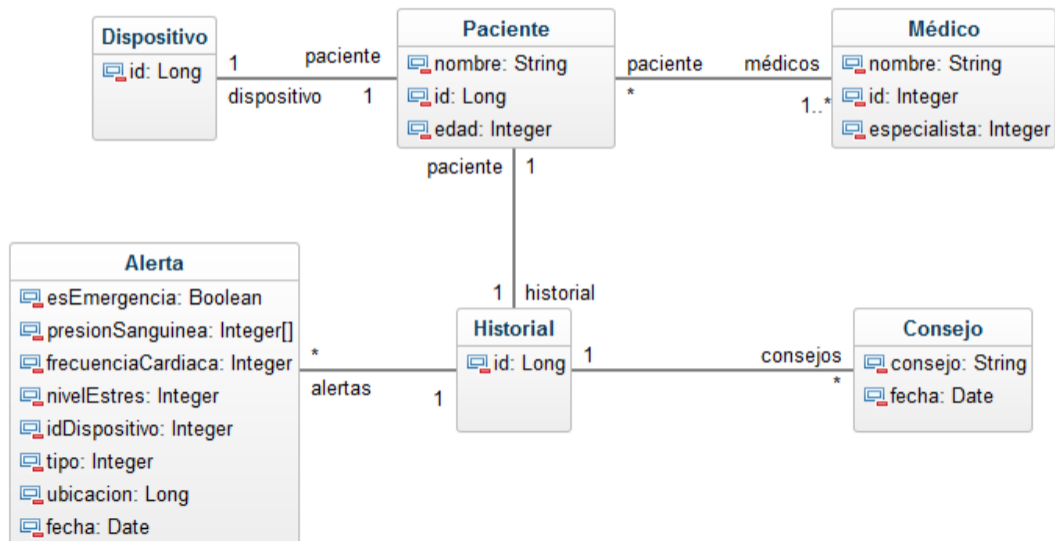 Dispositivo
id: Long
1
dispositivo
paciente
1
Paciente
nombre: String
id: Long
edad: Integer
paciente
*
médicos
1..*
Médico
nombre: String
id: Integer
especialista: Integer
paciente
1
1
historial
Alerta
esEmergencia: Boolean
presionSanguinea: Integer[]
frecuenciaCardiaca: Integer
nivelEstres: Integer
idDispositivo: Integer
tipo: Integer
ubicacion: Long
fecha: Date
*
alertas
1
Historial
id: Long
1
consejos
*
Consejo
consejo: String
fecha: Date